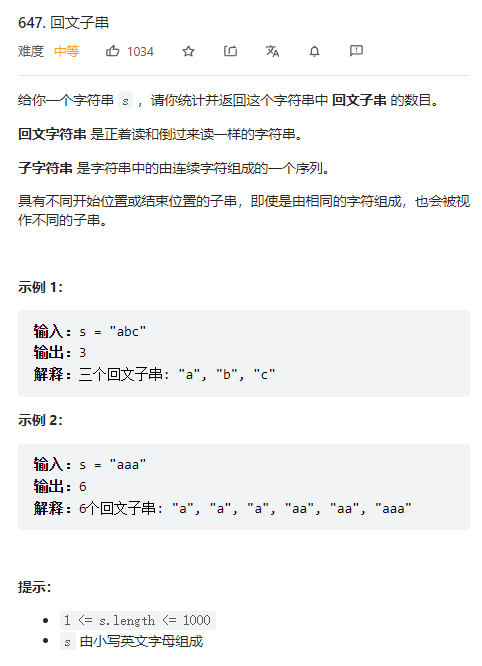 647. 回文子串
难度 中等 1034
给你一个字符串 s ，请你统计并返回这个字符串中 回文子串 的数目。
回文字符串 是正着读和倒过来读一样的字符串。
子字符串 是字符串中的由连续字符组成的一个序列。
具有不同开始位置或结束位置的子串，即使是由相同的字符组成，也会被视
作不同的子串。
示例 1：
输入：s = "abc"
输出：3
解释：三个回文子串: "a", "b", "c"
示例 2：
输入：s = "aaa"
输出：6
解释：6个回文子串: "a", "a", "a", "aa", "aa", "aaa"
提示：
• 1 <= s.length <= 1000
• s 由小写英文字母组成